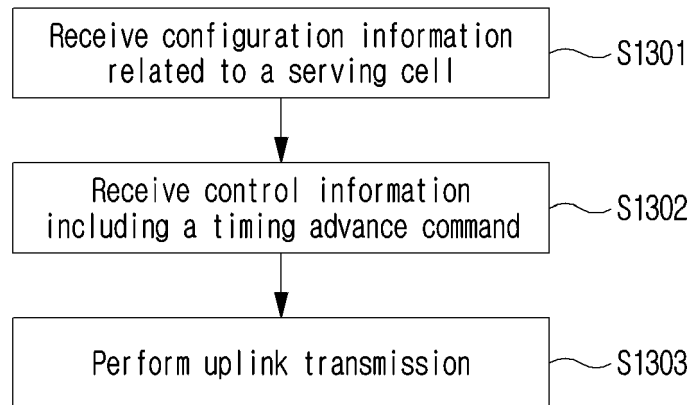 Receive configuration information
related to a serving cell
S1301
Receive control information
including a timing advance command
S1302
Perform uplink transmission
S1303